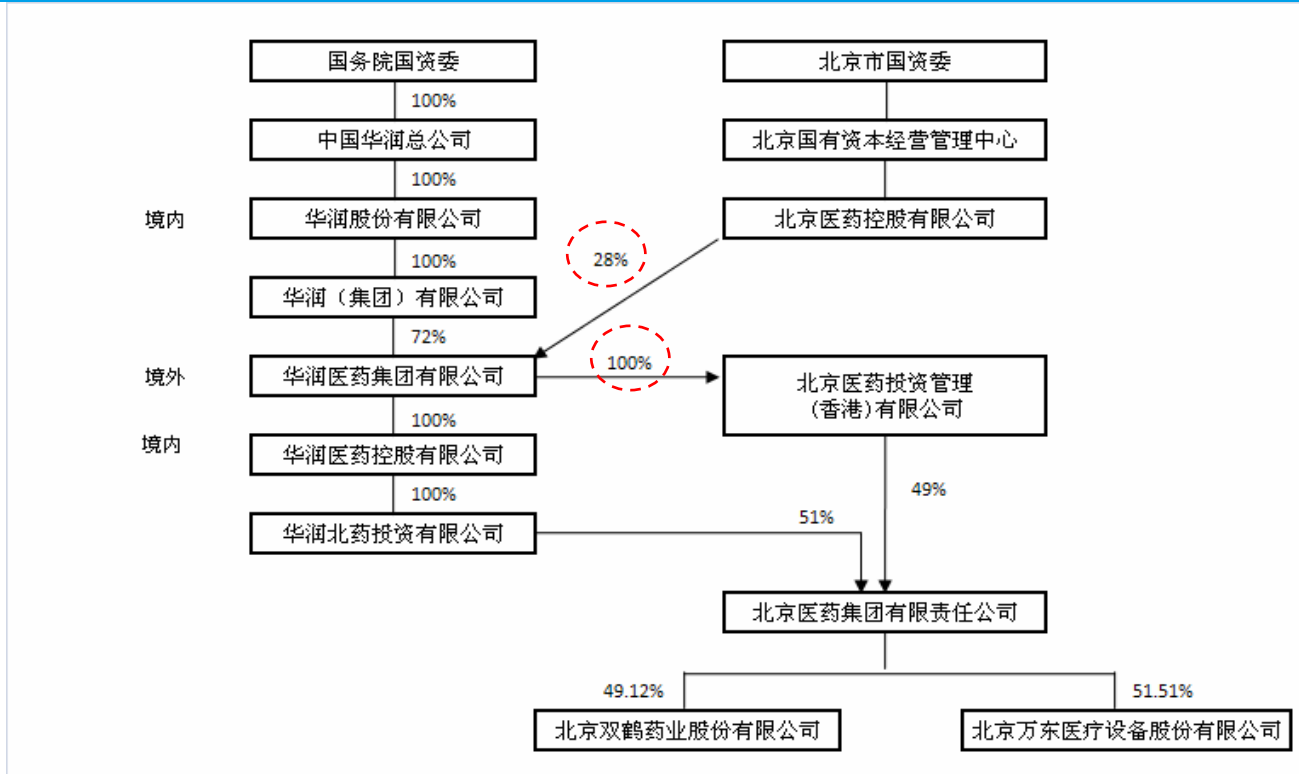 国务院国资委
北京市国资委
100%
中国华润总公司
北京国有资本经营管理中心
100%
境内
华润股份有限公司
北京医药控股有限公司
100%
28%
华润（集团）有限公司
72%
境外
华润医药集团有限公司
100%
北京医药投资管理
(香港)有限公司
100%
境内
华润医药控股有限公司
100%
49%
51%
华润北药投资有限公司
北京医药集团有限责任公司
49.12%
51.51%
北京双鹤药业股份有限公司
北京万东医疗设备股份有限公司